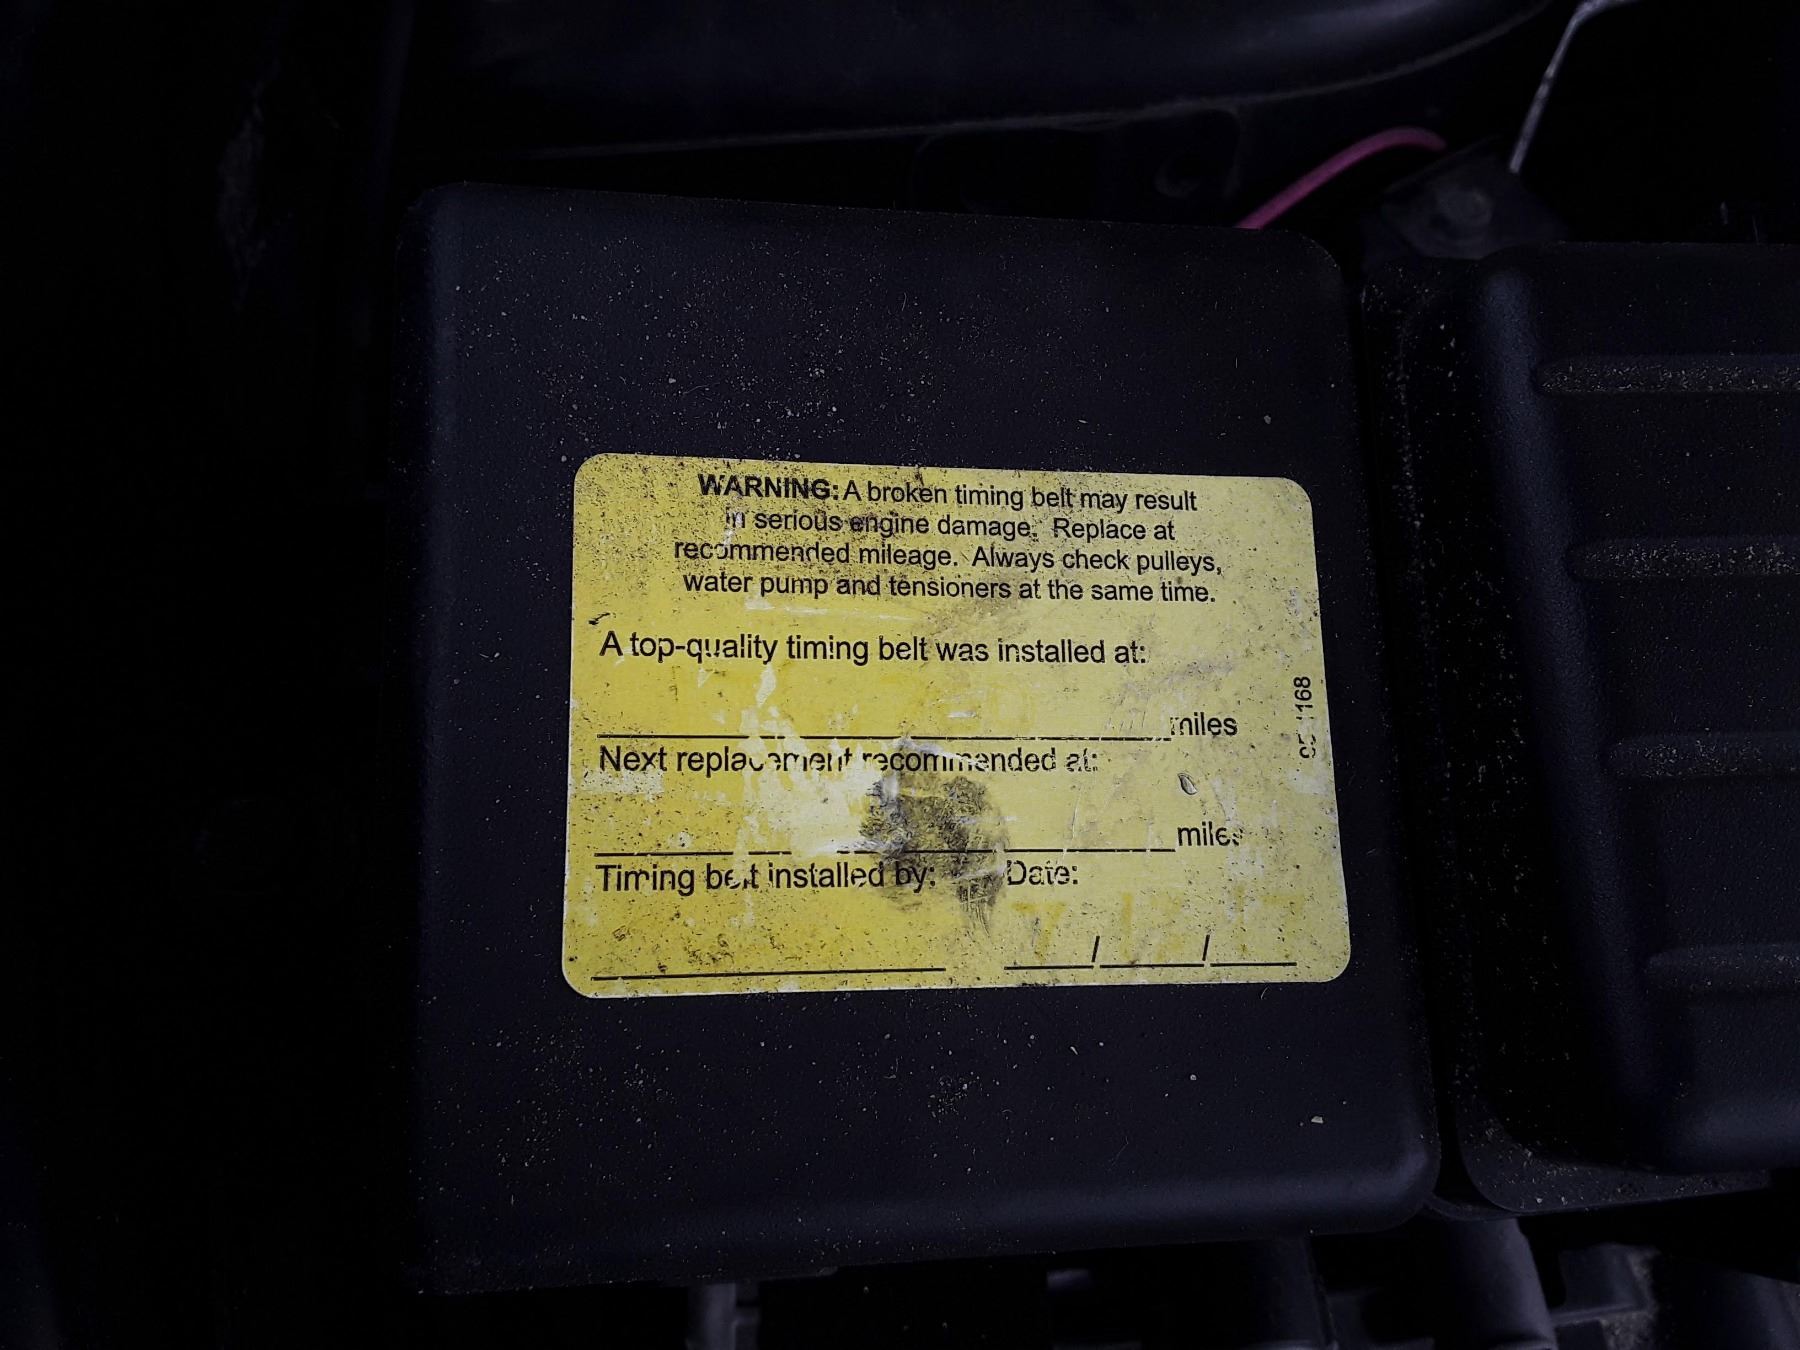 WARNING: A broken timing belt may result
in serious engine damage. Replace at
recommended mileage. Always check pulleys,
water pump and tensioners at the same time.
A top-quality timing belt was installed at:
miles
Next replacement recommended at:
miles
Timing belt installed by: Date:
/ /